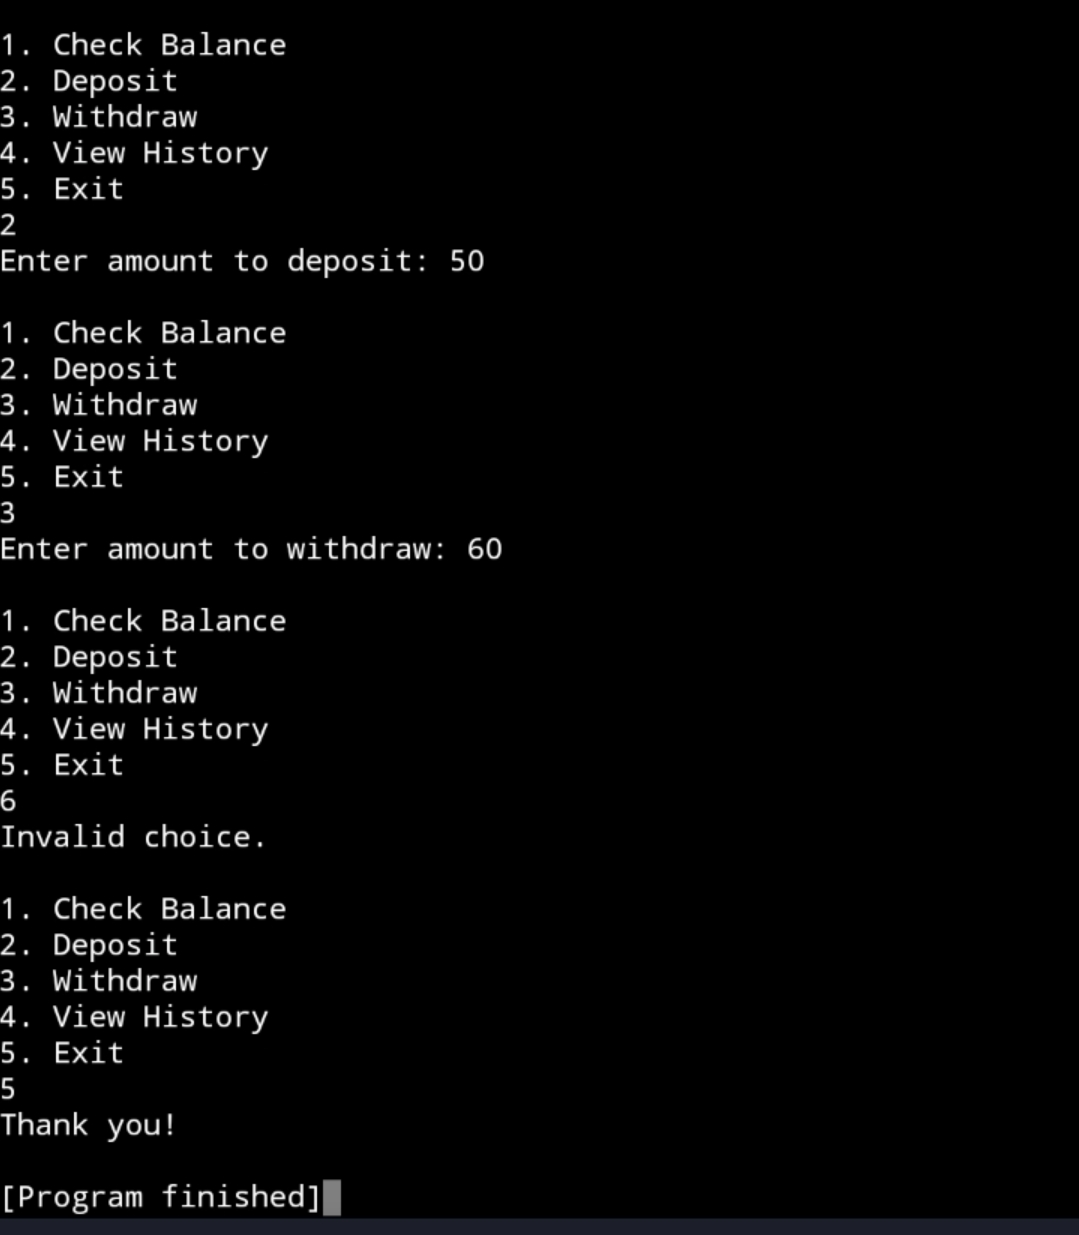 1. Check Balance
2. Deposit
3. Withdraw
4. View History
5. Exit
2
Enter amount to deposit: 50
1. Check Balance
2. Deposit
3. Withdraw
4. View History
5. Exit
3
Enter amount to withdraw: 60
1. Check Balance
2. Deposit
3. Withdraw
4. View History
5. Exit
6
Invalid choice.
1. Check Balance
2. Deposit
3. Withdraw
4. View History
5. Exit
5
Thank you!
[Program finished]